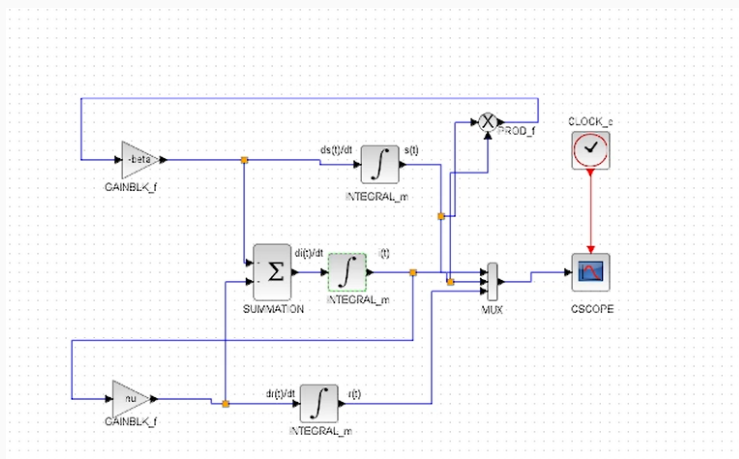 CLOCK_c
X
PROD_f
-beta
GAINBLK_f
ds(t)/dt
∫
s(t)
INTEGRAL_m
-
-
Σ
SUMMATION
di(t)/dt
∫
i(t)
INTEGRAL_m
MUX
CSCOPE
nu
GAINBLK_f
dr(t)/dt
∫
r(t)
INTEGRAL_m